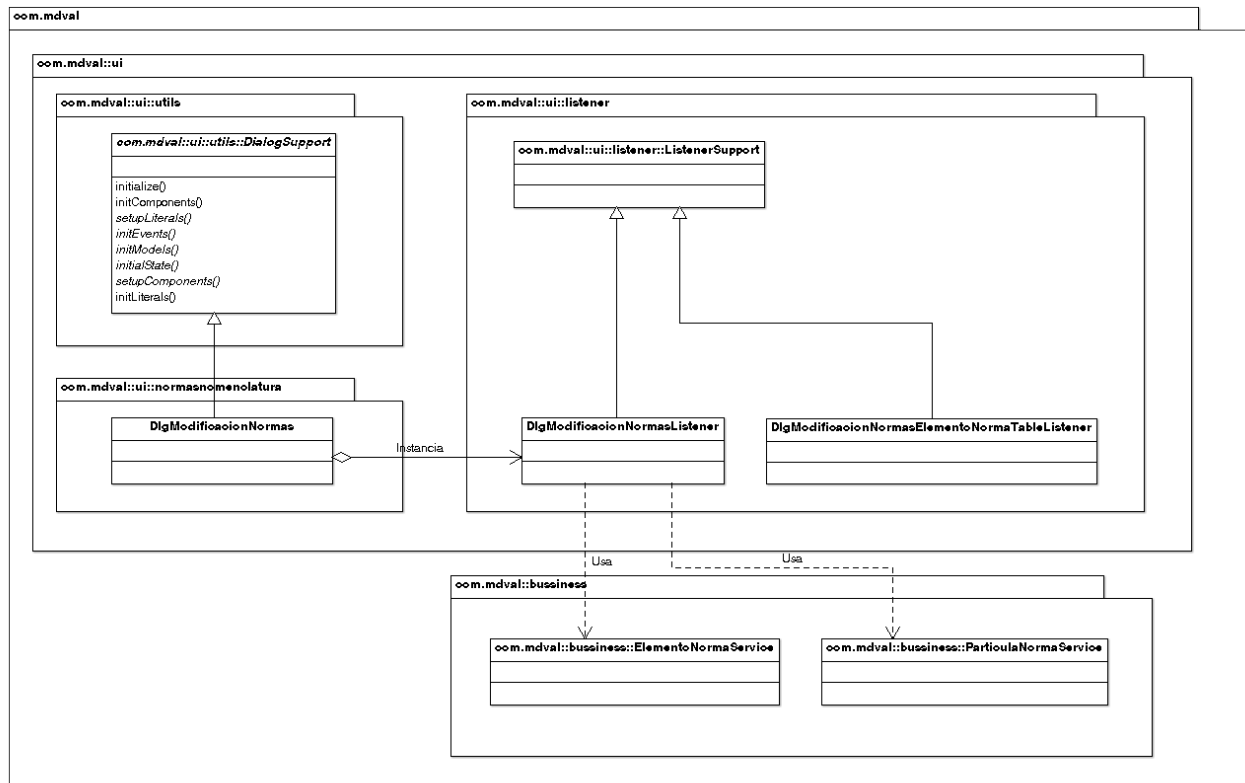 com.mdval
com.mdval::ui
com.mdval::ui::utils
com.mdval::ui::utils::DialogSupport
initialize()
initComponents()
setupLiterals()
initEvents()
initModels()
initialState()
setupComponents()
initLiterals()
com.mdval::ui::listener
com.mdval::ui::listener::ListenerSupport
com.mdval::ui::normasnomenolatura
DlgModificacionNormas
Instancia
DlgModificacionNormasListener
DlgModificacionNormasElementoNormaTableListener
Usa
Usa
com.mdval::bussiness
com.mdval::bussiness::ElementoNormaService
com.mdval::bussiness::ParticulaNormaService